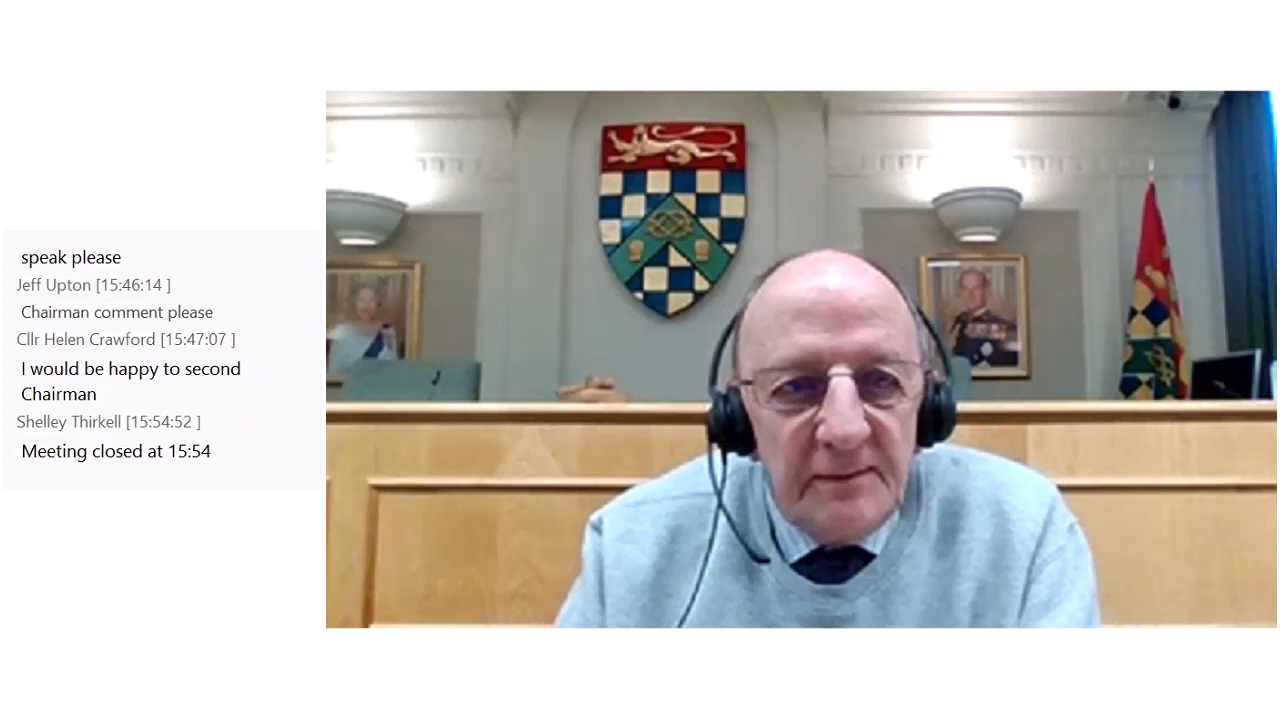 speak please
Jeff Upton [15:46:14 ]
Chairman comment please
Cllr Helen Crawford [15:47:07 ]
I would be happy to second
Chairman
Shelley Thirkell [15:54:52 ]
Meeting closed at 15:54